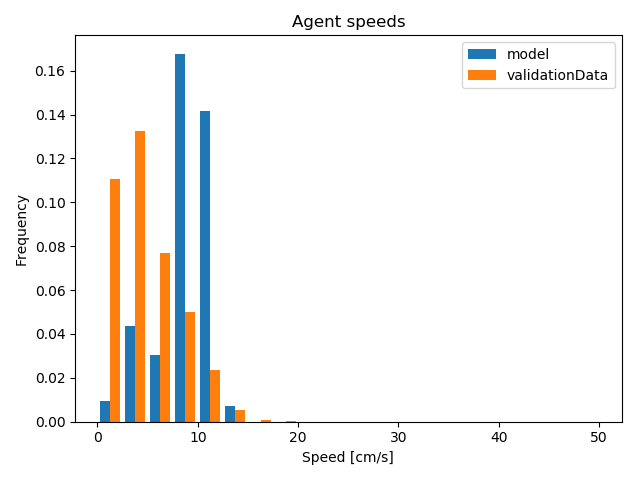 Agent speeds
model
validationData
0.16
0.14
0.12
0.10
0.08
0.06
0.04
0.02
0.00
Frequency
0 10 20 30 40 50
Speed [cm/s]